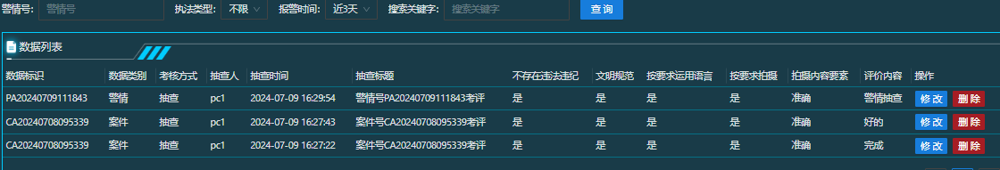 警情号: 警情号 执法类型: 不限 报警时间: 近3天 搜索关键字: 搜索关键字 查 询
数据列表
数据标识 数据类别 考核方式 抽查人 抽查时间 抽查标题 不存在违法违纪 文明规范 按要求运用语言 按要求拍摄 拍摄内容要素 评价内容 操作
PA20240709111843 警情 抽查 pc1 2024-07-09 16:29:54 警情号PA20240709111843考评 是 是 是 是 准确 警情抽查 修 改 删 除
CA20240708095339 案件 抽查 pc1 2024-07-09 16:27:43 案件号CA20240708095339考评 是 是 是 是 准确 好的 修 改 删 除
CA20240708095339 案件 抽查 pc1 2024-07-09 16:27:22 案件号CA20240708095339考评 是 是 是 是 准确 完成 修 改 删 除